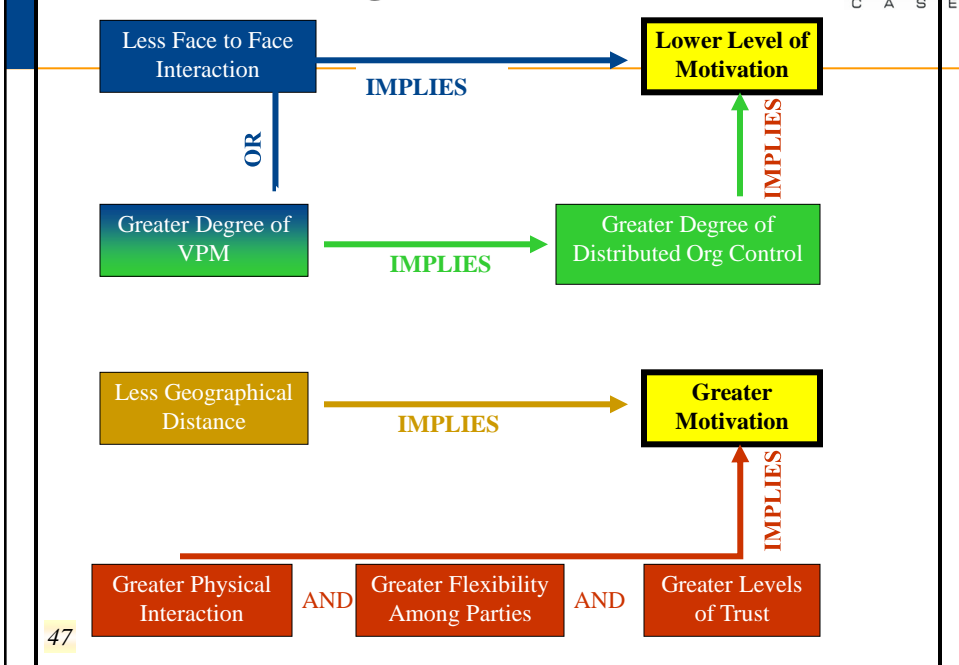 C A S E
Less Face to Face
Interaction
IMPLIES
Lower Level of
Motivation
OR
IMPLIES
Greater Degree of
VPM
IMPLIES
Greater Degree of
Distributed Org Control
Less Geographical
Distance
IMPLIES
Greater
Motivation
IMPLIES
Greater Physical
Interaction
AND
Greater Flexibility
Among Parties
AND
Greater Levels
of Trust
47